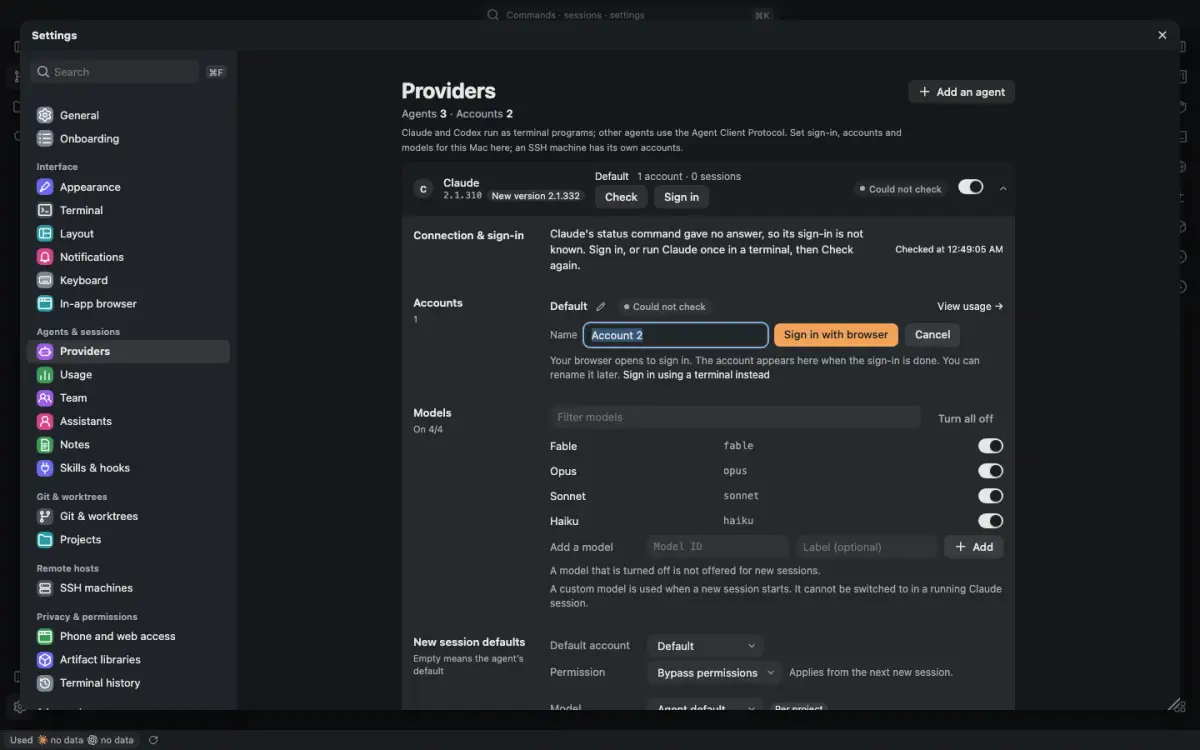 Commands · sessions · settings ⌘K
Settings
Search ⌘F
General
Onboarding
Interface
Appearance
Terminal
Layout
Notifications
Keyboard
In-app browser
Agents & sessions
Providers
Usage
Team
Assistants
Notes
Skills & hooks
Git & worktrees
Git & worktrees
Projects
Remote hosts
SSH machines
Privacy & permissions
Phone and web access
Artifact libraries
Terminal history
Providers
+ Add an agent
Agents 3 · Accounts 2
Claude and Codex run as terminal programs; other agents use the Agent Client Protocol. Set sign-in, accounts and
models for this Mac here; an SSH machine has its own accounts.
C
Claude
2.1.310 New version 2.1.332
Default 1 account · 0 sessions
Check Sign in
Could not check
Connection & sign-in
Claude's status command gave no answer, so its sign-in is not
known. Sign in, or run Claude once in a terminal, then Check
again.
Checked at 12:49:05 AM
Accounts
1
Default Could not check View usage →
Name Account 2 Sign in with browser Cancel
Your browser opens to sign in. The account appears here when the sign-in is done. You can
rename it later. Sign in using a terminal instead
Models
On 4/4
Filter models Turn all off
Fable fable
Opus opus
Sonnet sonnet
Haiku haiku
Add a model Model ID Label (optional) + Add
A model that is turned off is not offered for new sessions.
A custom model is used when a new session starts. It cannot be switched to in a running Claude
session.
New session defaults
Empty means the agent's
default
Default account Default
Permission Bypass permissions Applies from the next new session.
Model Agent default Per project
Used no data no data